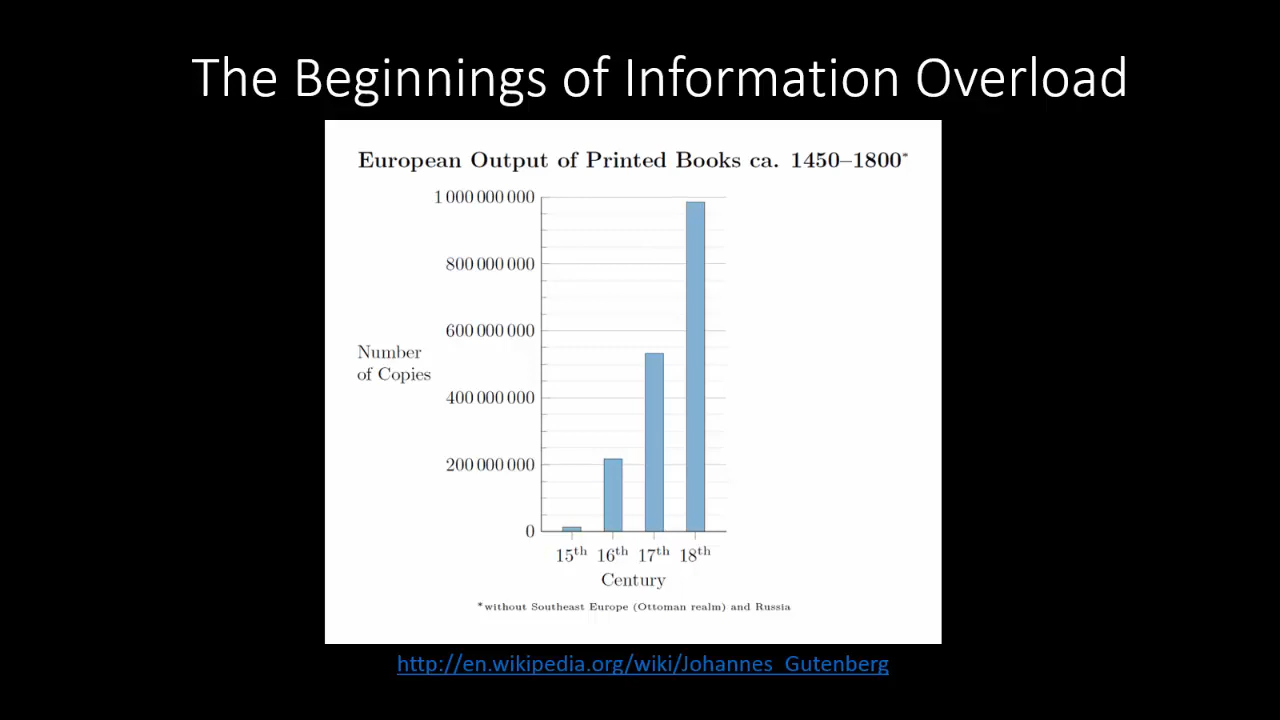 The Beginnings of Information Overload
European Output of Printed Books ca. 1450–1800*
1 000 000 000
800 000 000
600 000 000
Number
of Copies
400 000 000
200 000 000
0
15th 16th 17th 18th
Century
*without Southeast Europe (Ottoman realm) and Russia
http://en.wikipedia.org/wiki/Johannes_Gutenberg